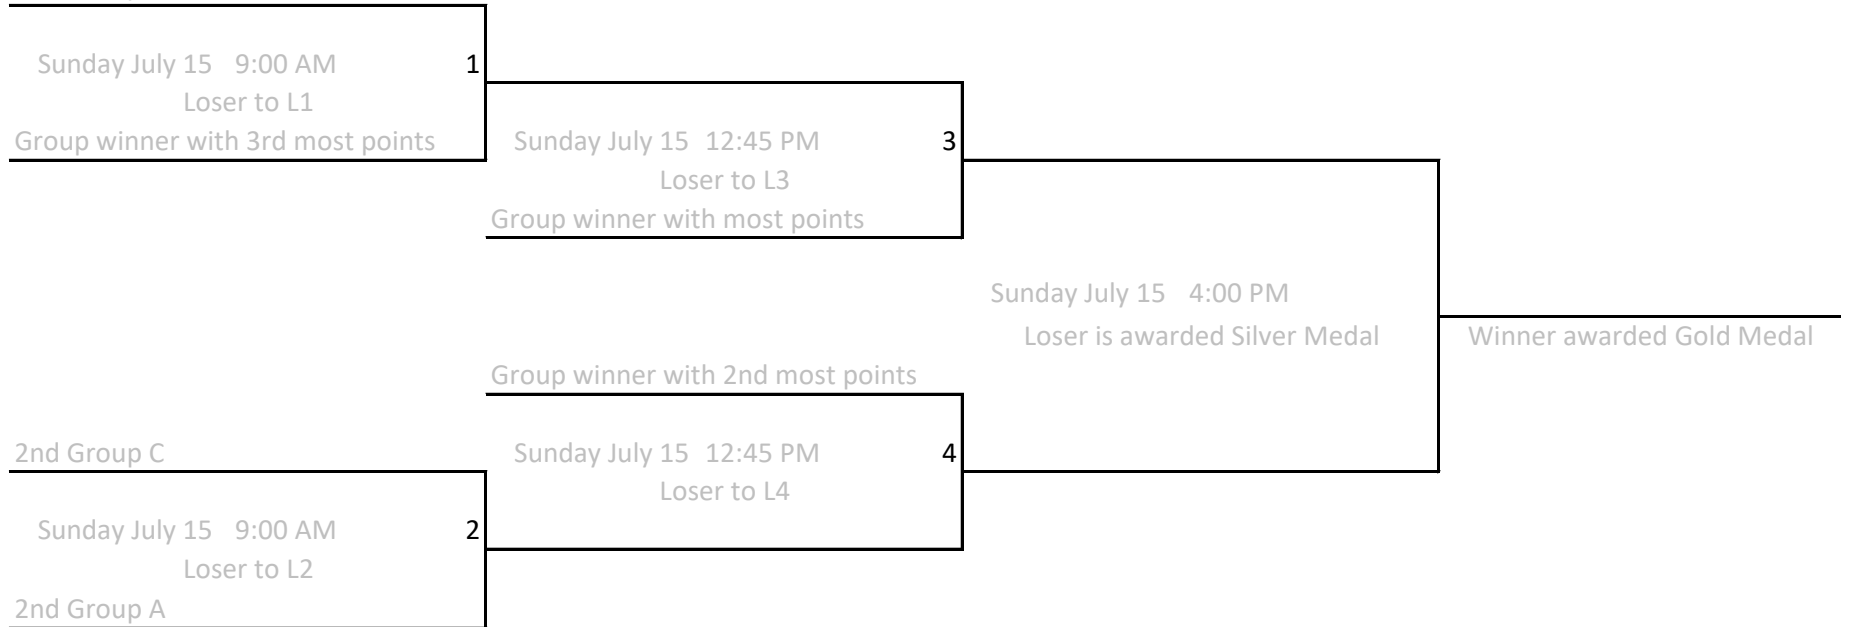 Sunday July 15 9:00 AM 1
Loser to L1
Group winner with 3rd most points
Sunday July 15 12:45 PM 3
Loser to L3
Group winner with most points
Sunday July 15 4:00 PM
Loser is awarded Silver Medal
Winner awarded Gold Medal
Group winner with 2nd most points
2nd Group C
Sunday July 15 12:45 PM 4
Loser to L4
Sunday July 15 9:00 AM 2
Loser to L2
2nd Group A